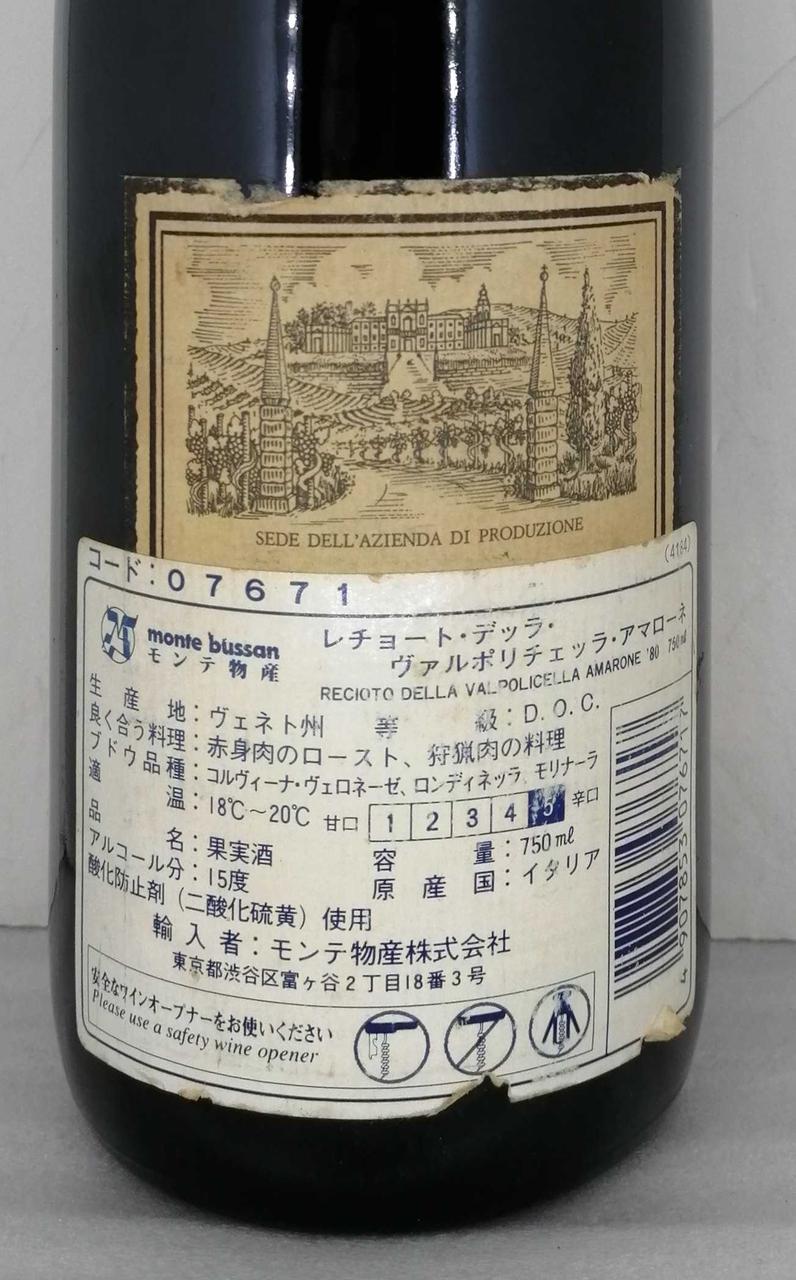 SEDE DELL'AZIENDA DI PRODUZIONE
(4184)
コード:07671
monte bussan
モンテ物産
レチョート・デッラ・
ヴァルポリチェッラ・アマローネ
RECIOTO DELLA VALPOLICELLA AMARONE '80 750ml
生産地:ヴェネト州 等級:D.O.C.
良く合う料理:赤身肉のロースト、狩猟肉の料理
ブドウ品種:コルヴィーナ・ヴェロネーゼ、ロンディネッラ、モリナーラ
適温:18℃~20℃ 甘口 1 2 3 4 5 辛口
品名:果実酒 容量:750ml
アルコール分:15度 原産国:イタリア
酸化防止剤(二酸化硫黄)使用
輸入者:モンテ物産株式会社
東京都渋谷区富ヶ谷2丁目18番3号
安全なワインオープナーをお使いください
Please use a safety wine opener
4 907853 076717